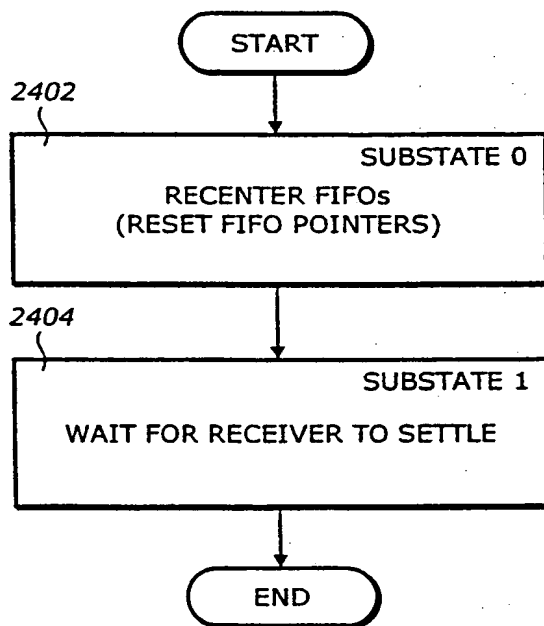 START
2402
SUBSTATE 0
RECENTER FIFOs
(RESET FIFO POINTERS)
2404
SUBSTATE 1
WAIT FOR RECEIVER TO SETTLE
END